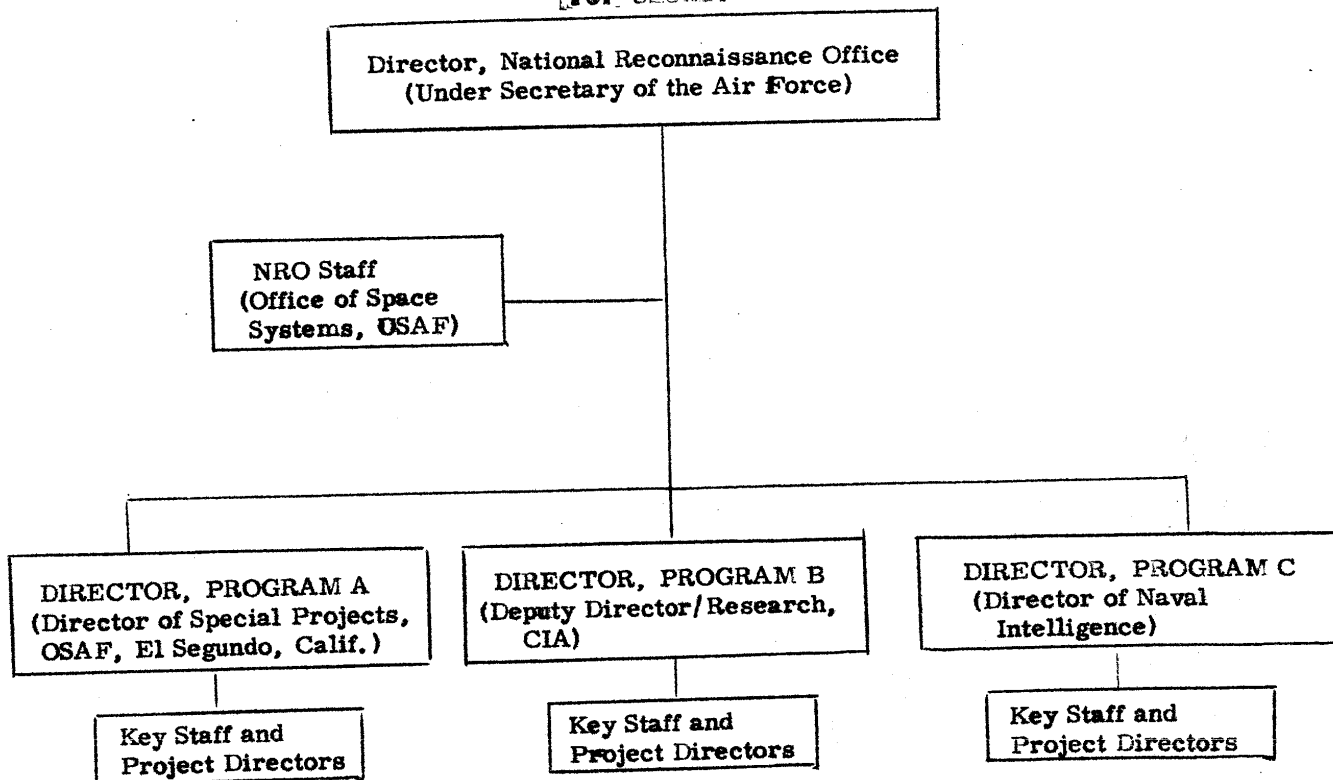 TOP SECRET
Director, National Reconnaissance Office
(Under Secretary of the Air Force)
NRO Staff
(Office of Space
Systems, OSAF)
DIRECTOR, PROGRAM A
(Director of Special Projects,
OSAF, El Segundo, Calif.)
DIRECTOR, PROGRAM B
(Deputy Director/Research,
CIA)
DIRECTOR, PROGRAM C
(Director of Naval
Intelligence)
Key Staff and
Project Directors
Key Staff and
Project Directors
Key Staff and
Project Directors